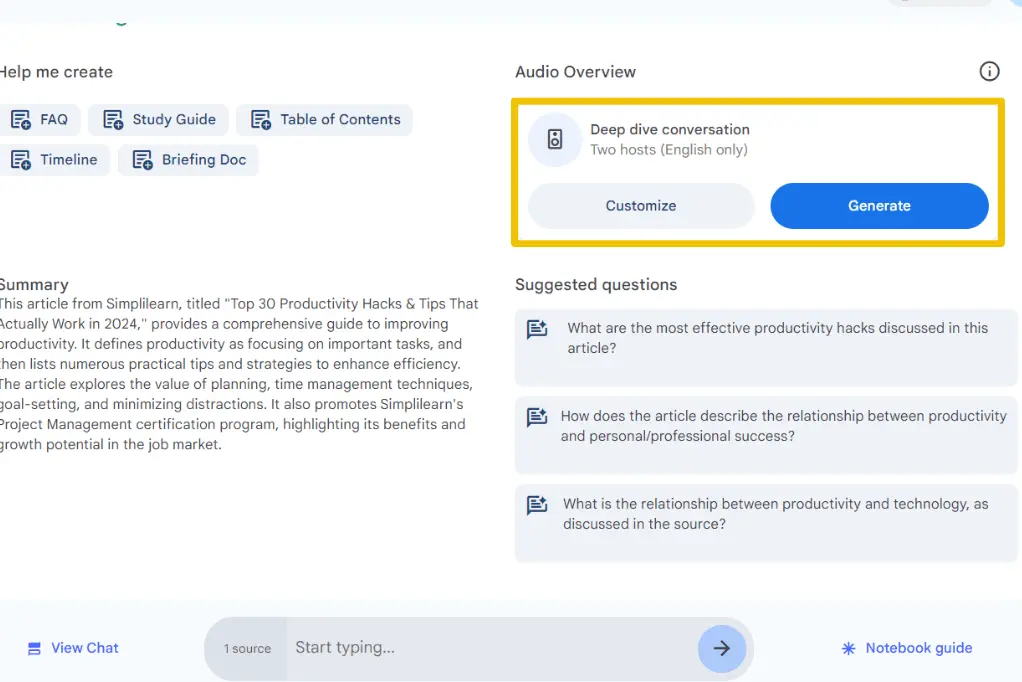 Help me create
FAQ
Study Guide
Table of Contents
Timeline
Briefing Doc
Audio Overview
Deep dive conversation
Two hosts (English only)
Customize
Generate
Summary
This article from Simplilearn, titled "Top 30 Productivity Hacks & Tips That
Actually Work in 2024," provides a comprehensive guide to improving
productivity. It defines productivity as focusing on important tasks, and
then lists numerous practical tips and strategies to enhance efficiency.
The article explores the value of planning, time management techniques,
goal-setting, and minimizing distractions. It also promotes Simplilearn's
Project Management certification program, highlighting its benefits and
growth potential in the job market.
Suggested questions
What are the most effective productivity hacks discussed in this
article?
How does the article describe the relationship between productivity
and personal/professional success?
What is the relationship between productivity and technology, as
discussed in the source?
View Chat
1 source
Start typing...
Notebook guide